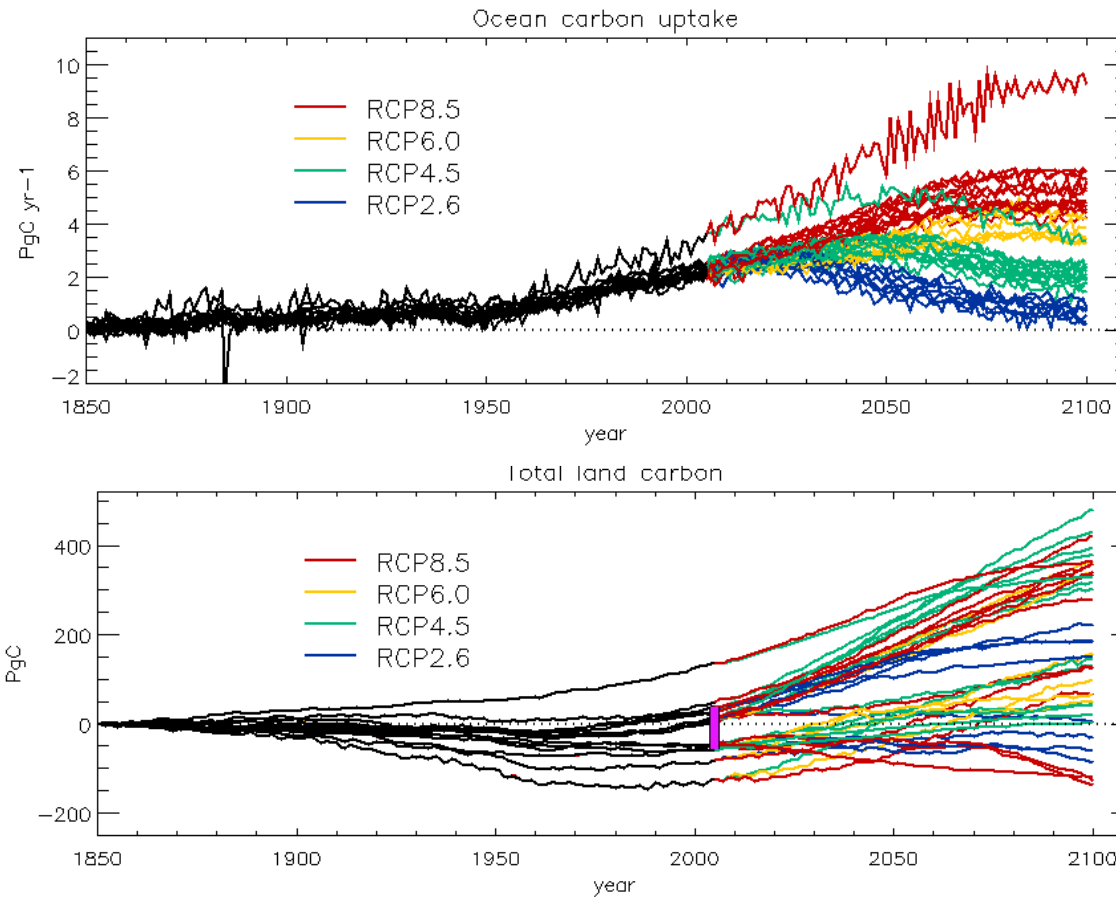 Ocean carbon uptake
10
8
6
4
2
0
−2
PgC yr−1
RCP8.5
RCP6.0
RCP4.5
RCP2.6
1850 1900 1950 2000 2050 2100
year
Total land carbon
400
200
0
−200
PgC
RCP8.5
RCP6.0
RCP4.5
RCP2.6
1850 1900 1950 2000 2050 2100
year